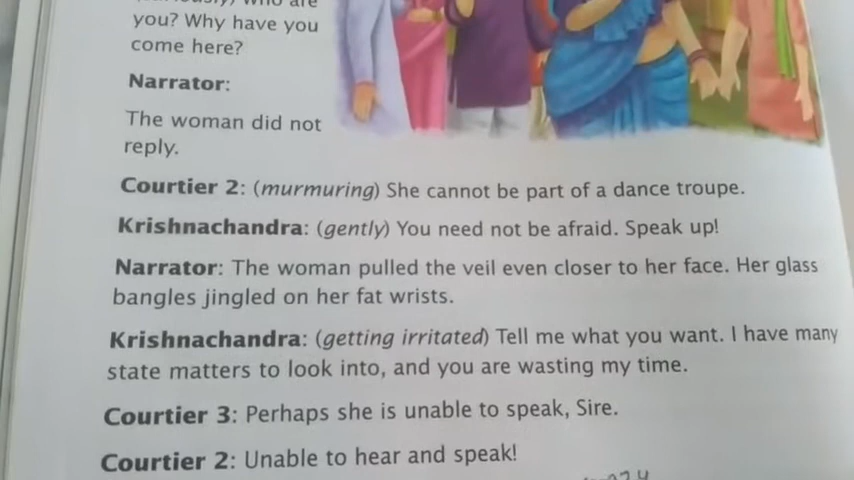 you? Why have you
come here?
Narrator:
The woman did not
reply.
Courtier 2: (murmuring) She cannot be part of a dance troupe.
Krishnachandra: (gently) You need not be afraid. Speak up!
Narrator: The woman pulled the veil even closer to her face. Her glass
bangles jingled on her fat wrists.
Krishnachandra: (getting irritated) Tell me what you want. I have many
state matters to look into, and you are wasting my time.
Courtier 3: Perhaps she is unable to speak, Sire.
Courtier 2: Unable to hear and speak!